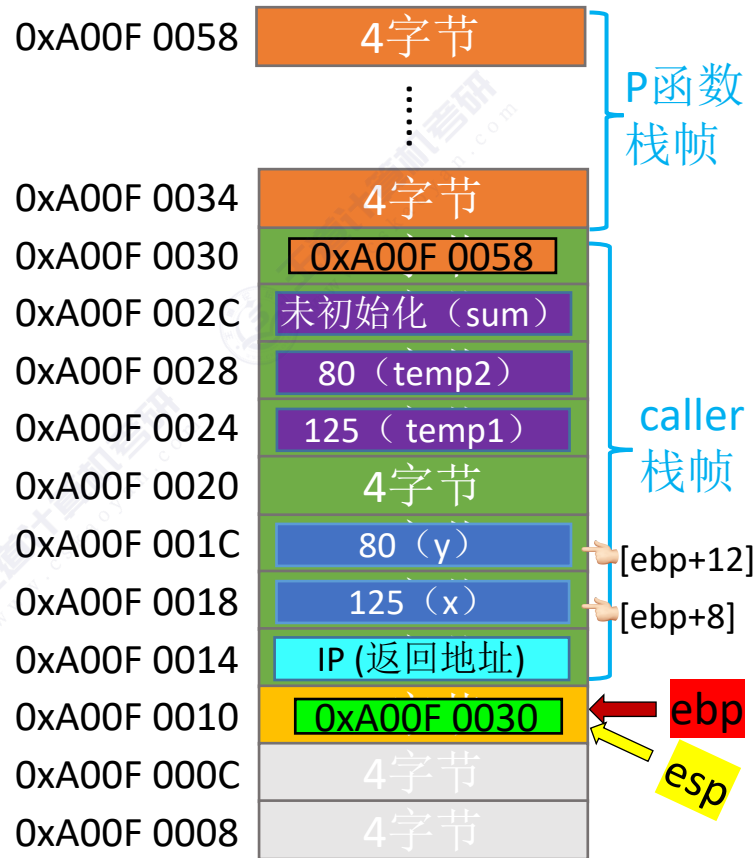 0xA00F 0058 4字节
P函数
栈帧
0xA00F 0034 4字节
0xA00F 0030 0xA00F 0058
0xA00F 002C 未初始化（sum）
0xA00F 0028 80（temp2）
0xA00F 0024 125（ temp1）
caller
栈帧
0xA00F 0020 4字节
0xA00F 001C 80（y） [ebp+12]
0xA00F 0018 125（x） [ebp+8]
0xA00F 0014 IP (返回地址)
0xA00F 0010 0xA00F 0030 ebp
esp
0xA00F 000C 4字节
0xA00F 0008 4字节